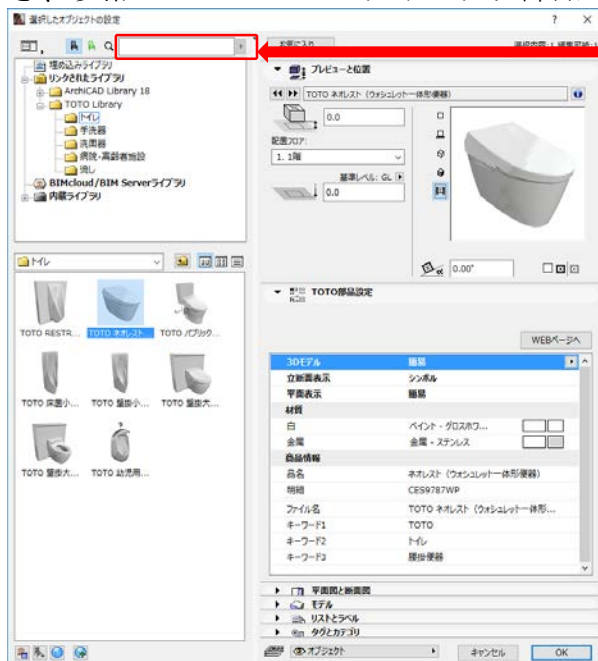 選択したオブジェクトの設定
? ×
お気に入り
埋め込みライブラリ
リンクされたライブラリ
ArchiCAD Library 18
TOTO Library
トイレ
手洗器
洗面器
病院・高齢者施設
流し
BIMcloud/BIM Serverライブラリ
内蔵ライブラリ
トイレ
TOTO RESTR...
TOTO ネオレスト...
TOTO パブリック...
TOTO 床置小...
TOTO 壁掛小...
TOTO 壁掛大...
TOTO 壁掛大...
TOTO 幼児用...
プレビューと位置
TOTO ネオレスト (ウォシュレット一体形便器)
0.0
配置フロア:
1. 1階
基準レベル: GL
0.0
α 0.00°
TOTO部品設定
WEBページへ
3Dモデル 簡易
立断面表示 シンボル
平面表示 簡易
材質
白 ペイント - グロスホワ...
金属 金属 - ステンレス
商品情報
品名 ネオレスト (ウォシュレット一体形便器)
明細 CES9787WP
ファイル名 TOTO ネオレスト (ウォシュレット一体形...
キーワード1 TOTO
キーワード2 トイレ
キーワード3 腰掛便器
平面図と断面図
モデル
リストとラベル
タグとカテゴリ
オブジェクト
キャンセル
OK